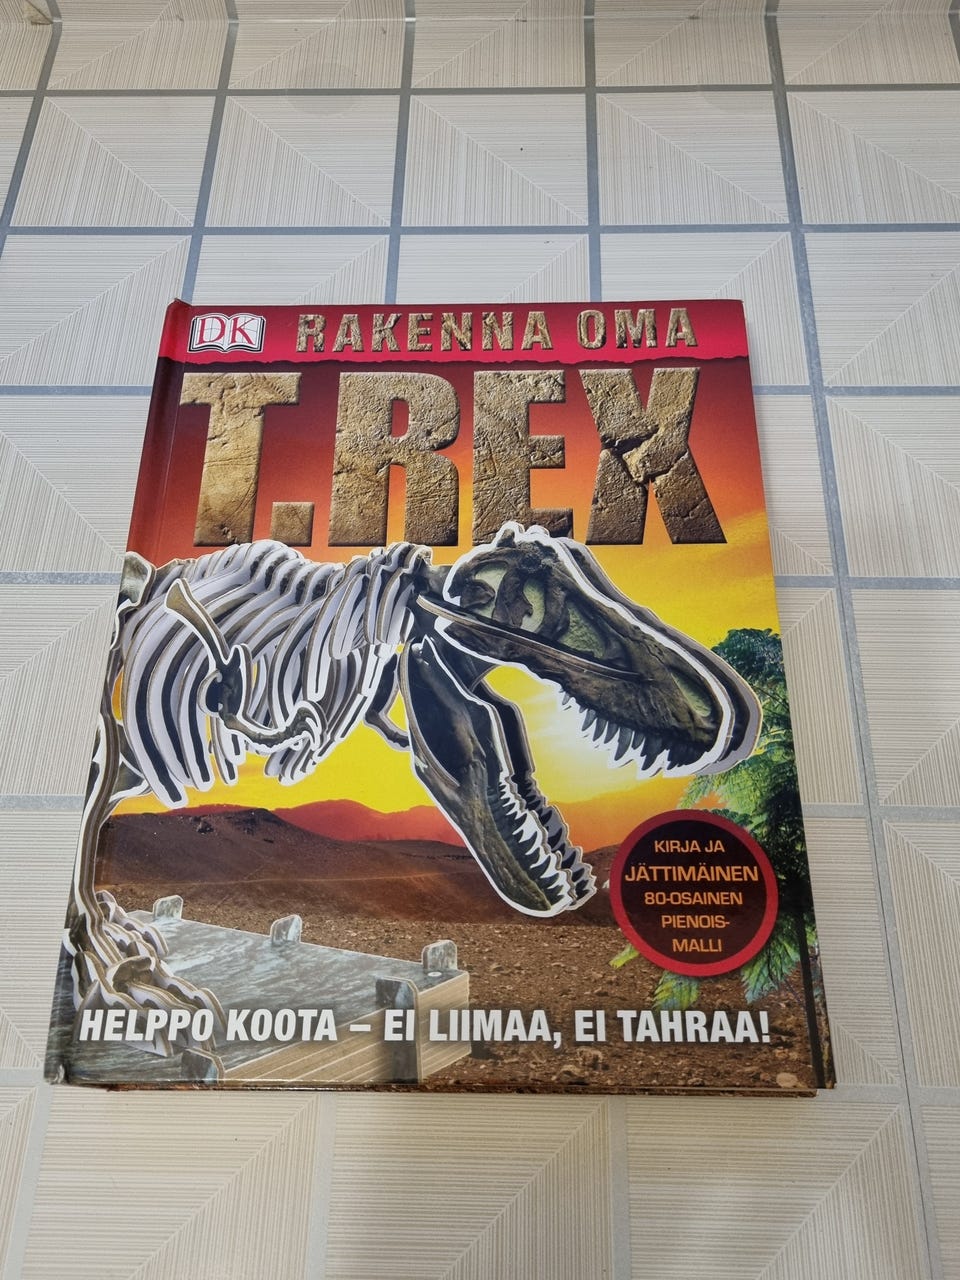 DK
RAKENNA OMA
T.REX
KIRJA JA
JÄTTIMÄINEN
80-OSAINEN
PIENOIS-
MALLI
HELPPO KOOTA – EI LIIMAA, EI TAHRAA!